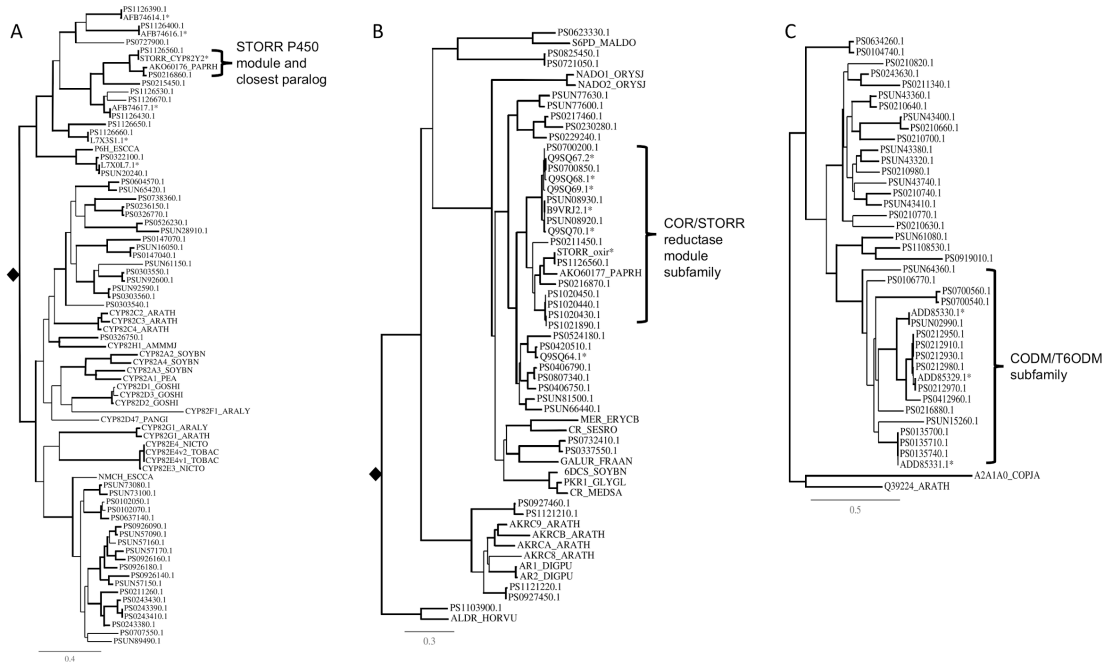 A
PS1126390.1
AFB74614.1*
PS1126400.1
AFB74616.1*
PS0727900.1
PS1126560.1
STORR_CYP82Y2*
AKO60176_PAPRH
PS0216860.1
PS0215450.1
PS1126530.1
PS1126670.1
AFB74617.1*
PS1126430.1
PS1126650.1
PS1126660.1
L7X3S1.1*
P6H_ESCCA
PS0322100.1
L7X0L7.1*
PSUN20240.1
PS0604570.1
PSUN65420.1
PS0738360.1
PS0236150.1
PS0326770.1
PS0526230.1
PSUN28910.1
PS0147070.1
PSUN16050.1
PS0147040.1
PSUN61150.1
PS0303550.1
PSUN92600.1
PSUN92590.1
PS0303560.1
PS0303540.1
CYP82C2_ARATH
CYP82C3_ARATH
CYP82C4_ARATH
PS0326750.1
CYP82H1_AMMMJ
CYP82A2_SOYBN
CYP82A4_SOYBN
CYP82A3_SOYBN
CYP82A1_PEA
CYP82D1_GOSHI
CYP82D3_GOSHI
CYP82D2_GOSHI
CYP82F1_ARALY
CYP82D47_PANGI
CYP82G1_ARALY
CYP82G1_ARATH
CYP82E4_NICTO
CYP82E4v2_TOBAC
CYP82E4v1_TOBAC
CYP82E3_NICTO
NMCH_ESCCA
PSUN73080.1
PSUN73100.1
PS0102050.1
PS0102070.1
PS0637140.1
PS0926090.1
PSUN57090.1
PSUN57160.1
PSUN57170.1
PS0926160.1
PS0926180.1
PS0926140.1
PSUN57150.1
PS0211260.1
PS0243430.1
PS0243390.1
PS0243410.1
PS0243380.1
PS0707550.1
PSUN89490.1
0.4
STORR P450
module and
closest paralog
B
PS0623330.1
S6PD_MALDO
PS0825450.1
PS0721050.1
NADO1_ORYSJ
NADO2_ORYSJ
PSUN77630.1
PSUN77600.1
PS0217460.1
PS0230280.1
PS0229240.1
PS0700200.1
Q9SQ67.2*
PS0700850.1
Q9SQ68.1*
Q9SQ69.1*
PSUN08930.1
B9VRJ2.1*
PSUN08920.1
Q9SQ70.1*
PS0211450.1
STORR_oxir*
PS1126560.1
AKO60177_PAPRH
PS0216870.1
PS1020450.1
PS1020440.1
PS1020430.1
PS1021890.1
PS0524180.1
PS0420510.1
Q9SQ64.1*
PS0406790.1
PS0807340.1
PS0406750.1
PSUN81500.1
PSUN66440.1
MER_ERYCB
CR_SESRO
PS0732410.1
PS0337550.1
GALUR_FRAAN
6DCS_SOYBN
PKR1_GLYGL
CR_MEDSA
PS0927460.1
PS1121210.1
AKRC9_ARATH
AKRCB_ARATH
AKRCA_ARATH
AKRC8_ARATH
AR1_DIGPU
AR2_DIGPU
PS1121220.1
PS0927450.1
PS1103900.1
ALDR_HORVU
0.3
COR/STORR
reductase
module
subfamily
C
PS0634260.1
PS0104740.1
PS0210820.1
PS0243630.1
PS0211340.1
PSUN43360.1
PS0210640.1
PSUN43400.1
PS0210660.1
PS0210700.1
PSUN43380.1
PSUN43320.1
PS0210980.1
PSUN43740.1
PS0210740.1
PSUN43410.1
PS0210770.1
PS0210630.1
PSUN61080.1
PS1108530.1
PS0919010.1
PSUN64360.1
PS0106770.1
PS0700560.1
PS0700540.1
ADD85330.1*
PSUN02990.1
PS0212950.1
PS0212910.1
PS0212930.1
PS0212980.1
ADD85329.1*
PS0212970.1
PS0412960.1
PS0216880.1
PSUN15260.1
PS0135700.1
PS0135710.1
PS0135740.1
ADD85331.1*
A2A1A0_COPJA
Q39224_ARATH
0.5
CODM/T6ODM
subfamily